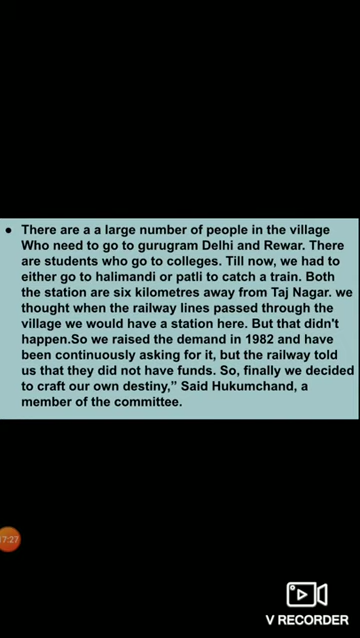 ● There are a a large number of people in the village
Who need to go to gurugram Delhi and Rewar. There
are students who go to colleges. Till now, we had to
either go to halimandi or patli to catch a train. Both
the station are six kilometres away from Taj Nagar. we
thought when the railway lines passed through the
village we would have a station here. But that didn't
happen.So we raised the demand in 1982 and have
been continuously asking for it, but the railway told
us that they did not have funds. So, finally we decided
to craft our own destiny,” Said Hukumchand, a
member of the committee.
17:27
V RECORDER